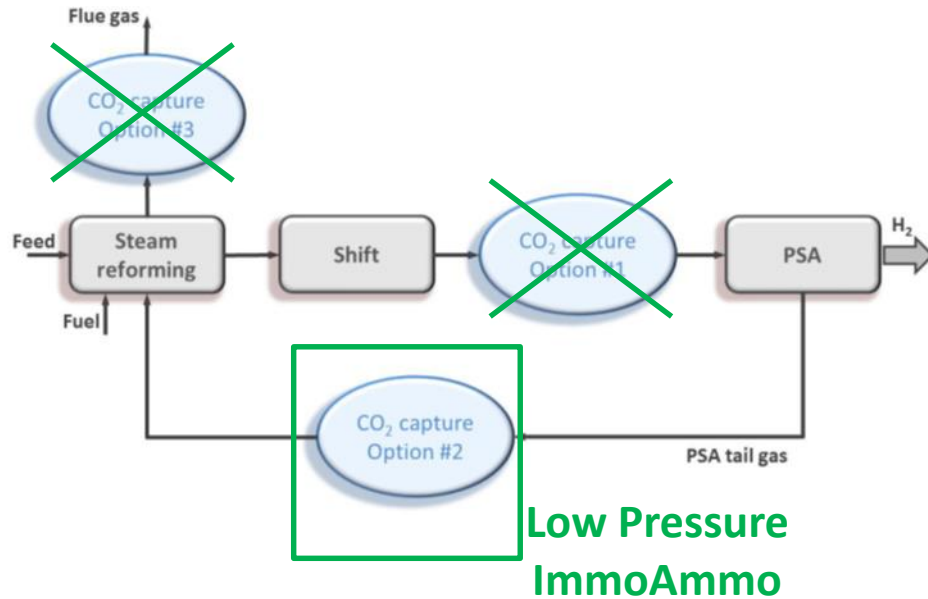 Flue gas
CO₂ capture
Option #3
Feed
Steam
reforming
Shift
CO₂ capture
Option #1
PSA
H₂
Fuel
CO₂ capture
Option #2
PSA tail gas
Low Pressure
ImmoAmmo